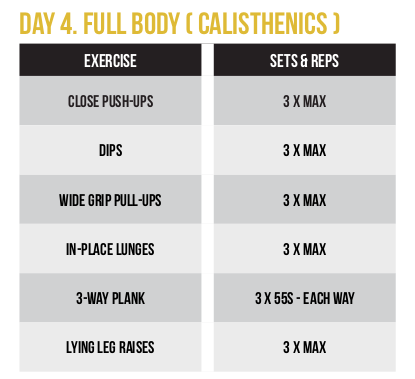 DAY 4. FULL BODY ( CALISTHENICS )
EXERCISE SETS & REPS
CLOSE PUSH-UPS 3 X MAX
DIPS 3 X MAX
WIDE GRIP PULL-UPS 3 X MAX
IN-PLACE LUNGES 3 X MAX
3-WAY PLANK 3 X 55S - EACH WAY
LYING LEG RAISES 3 X MAX